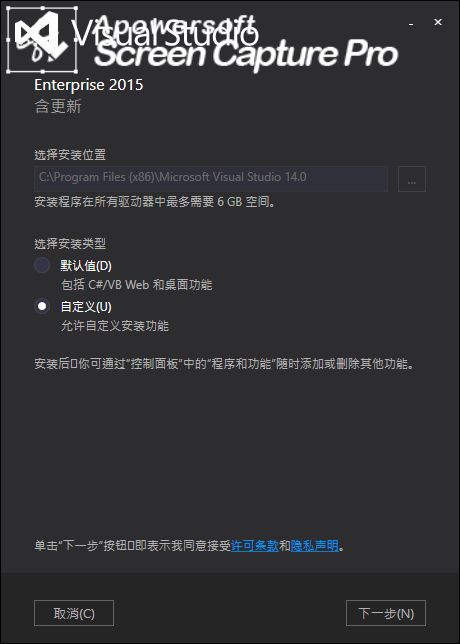 Apowersoft
Visual Studio
Screen Capture Pro
Enterprise 2015
含更新
选择安装位置
C:\Program Files (x86)\Microsoft Visual Studio 14.0
...
安装程序在所有驱动器中最多需要 6 GB 空间。
选择安装类型
默认值(D)
包括 C#/VB Web 和桌面功能
自定义(U)
允许自定义安装功能
安装后▯你可通过“控制面板”中的“程序和功能”随时添加或删除其他功能。
单击“下一步”按钮▯即表示我同意接受许可条款和隐私声明。
取消(C)
下一步(N)